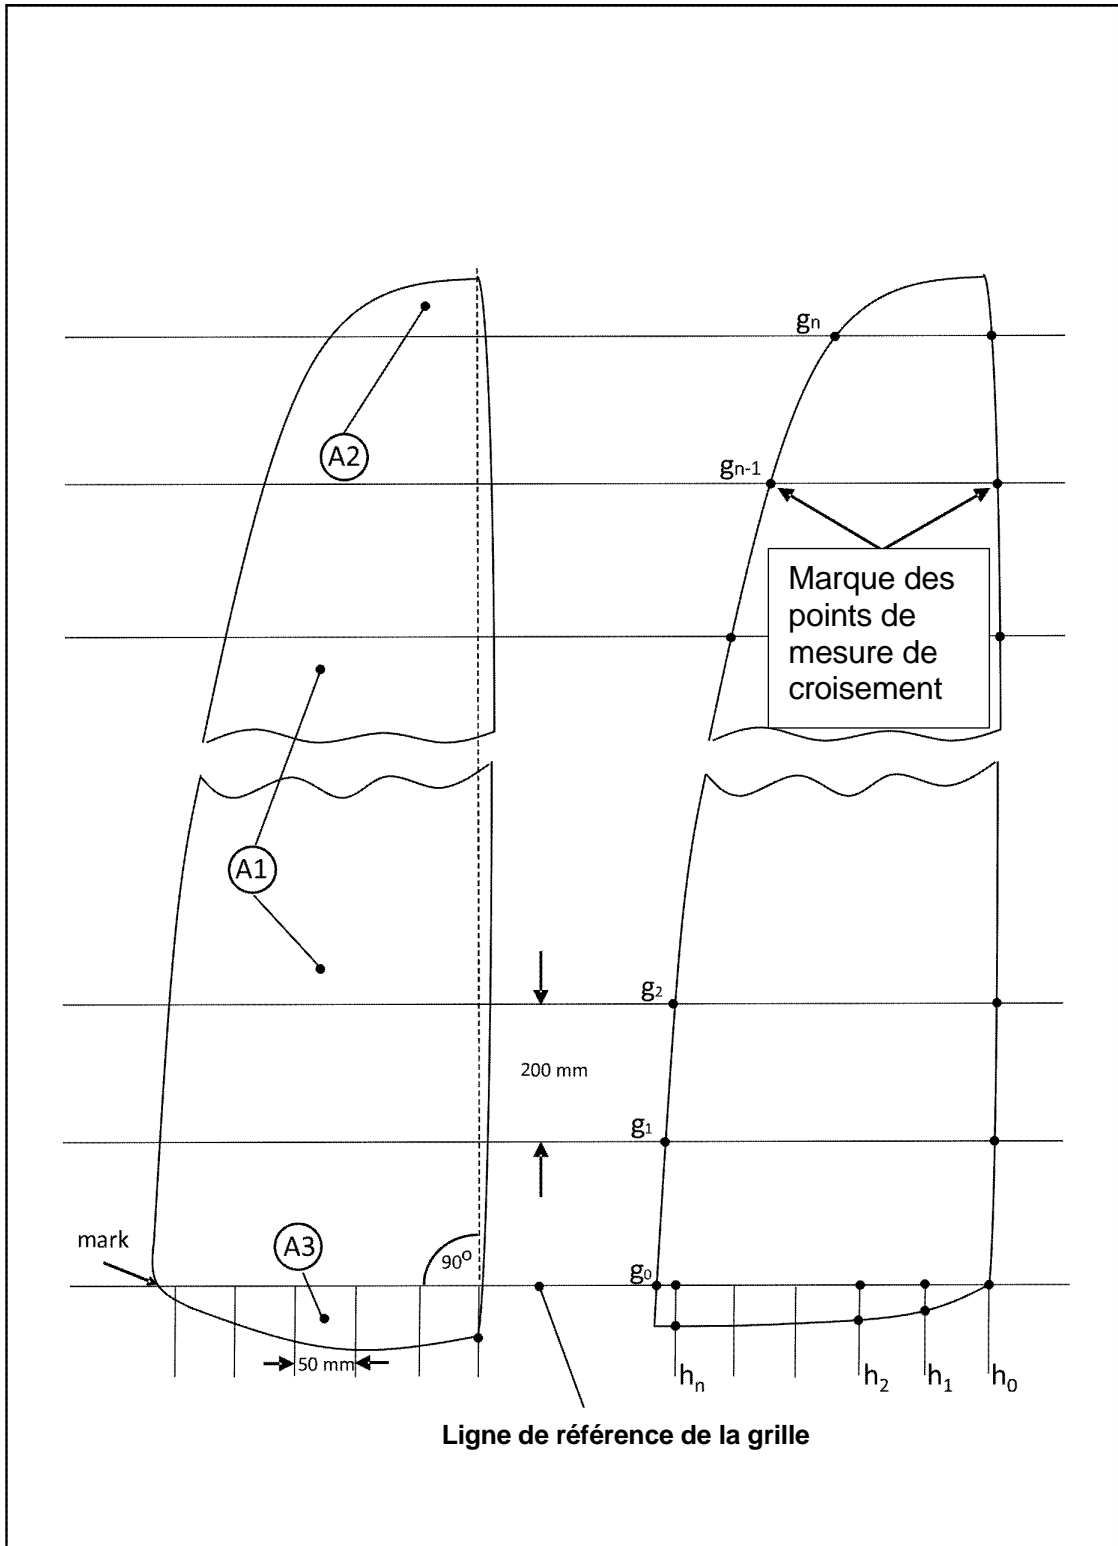 gn
A2
gn-1
Marque des
points de
mesure de
croisement
A1
g2
200 mm
g1
mark
A3
90o
g0
50 mm
hn
h2
h1
h0
Ligne de référence de la grille